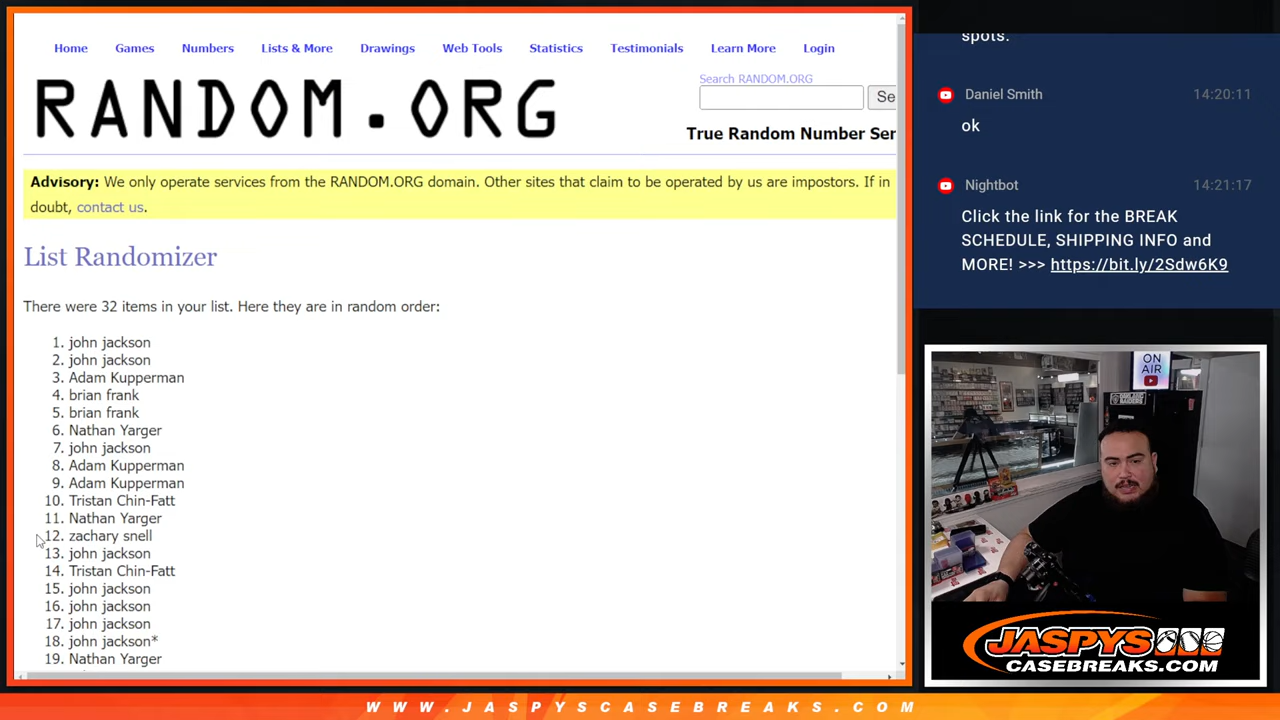 Home Games Numbers Lists & More Drawings Web Tools Statistics Testimonials Learn More Login
RANDOM.ORG
Search RANDOM.ORG
Se
True Random Number Ser
Advisory: We only operate services from the RANDOM.ORG domain. Other sites that claim to be operated by us are impostors. If in
doubt, contact us.
List Randomizer
There were 32 items in your list. Here they are in random order:
1. john jackson
2. john jackson
3. Adam Kupperman
4. brian frank
5. brian frank
6. Nathan Yarger
7. john jackson
8. Adam Kupperman
9. Adam Kupperman
10. Tristan Chin-Fatt
11. Nathan Yarger
12. zachary snell
13. john jackson
14. Tristan Chin-Fatt
15. john jackson
16. john jackson
17. john jackson
18. john jackson*
19. Nathan Yarger
spots.
Daniel Smith 14:20:11
ok
Nightbot 14:21:17
Click the link for the BREAK
SCHEDULE, SHIPPING INFO and
MORE! >>> https://bit.ly/2Sdw6K9
ON
AIR
JASPYS
CASEBREAKS.COM
WWW.JASPYSCASEBREAKS.COM